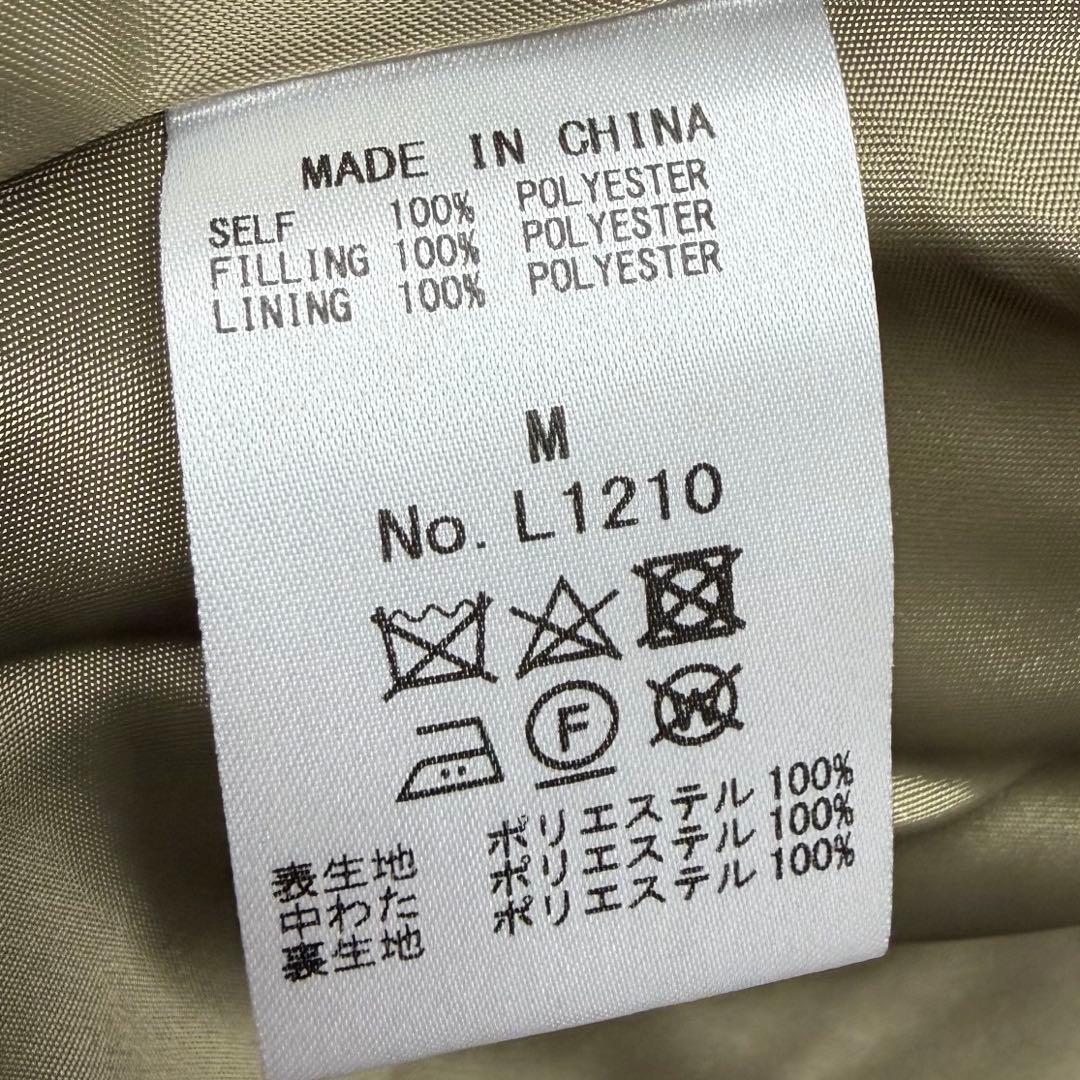 MADE IN CHINA
SELF 100% POLYESTER
FILLING 100% POLYESTER
LINING 100% POLYESTER
M
No. L1210
F
W
表生地 ポリエステル 100%
中わた ポリエステル 100%
裏生地 ポリエステル 100%